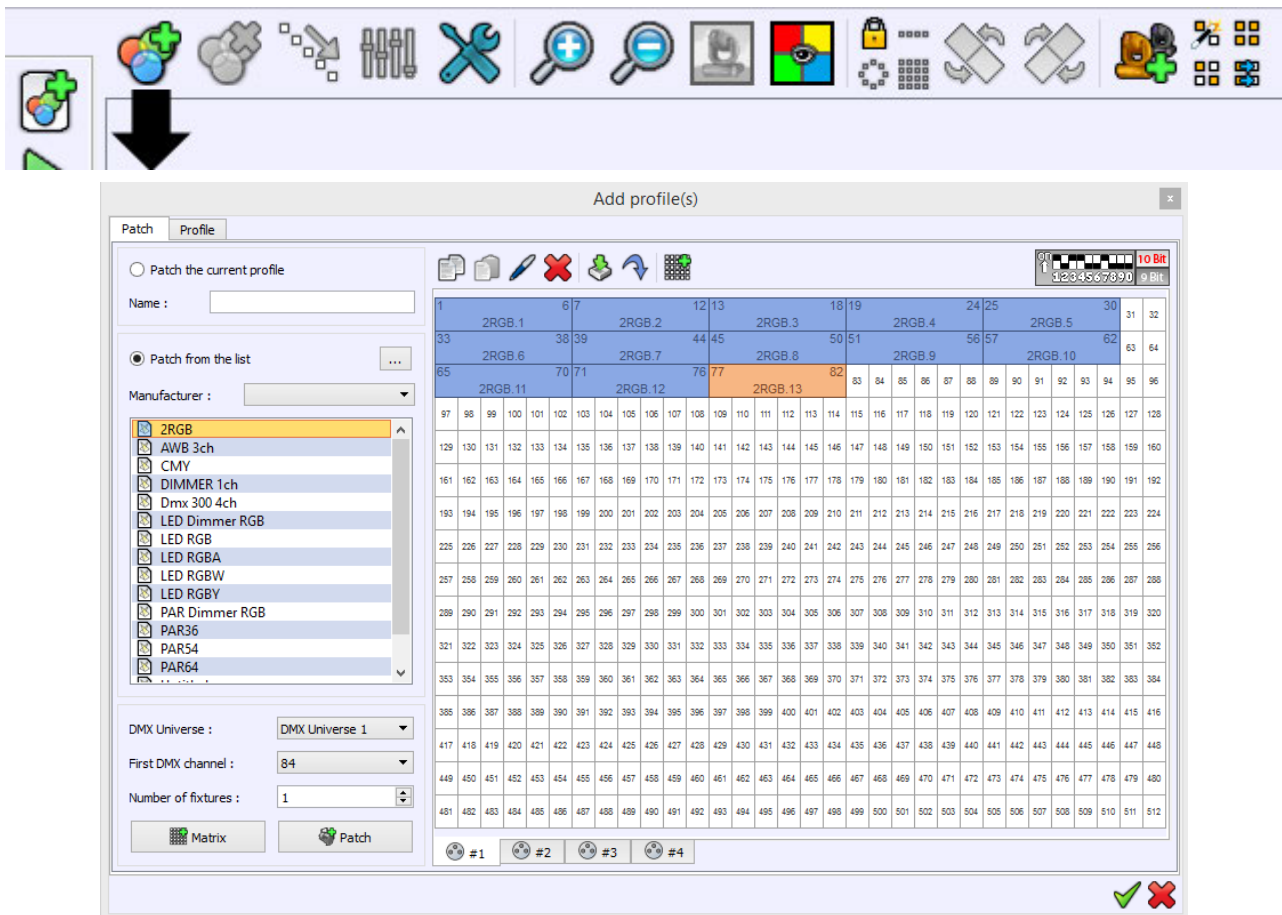 Add profile(s)
x
Patch Profile
Patch the current profile
Name :
Patch from the list
...
Manufacturer :
2RGB
AWB 3ch
CMY
DIMMER 1ch
Dmx 300 4ch
LED Dimmer RGB
LED RGB
LED RGBA
LED RGBW
LED RGBY
PAR Dimmer RGB
PAR36
PAR54
PAR64
DMX Universe : DMX Universe 1
First DMX channel : 84
Number of fixtures : 1
Matrix Patch
on
1234567890
10 Bit
9 Bit
1 6 7 12 13 18 19 24 25 30 31 32
2RGB.1 2RGB.2 2RGB.3 2RGB.4 2RGB.5
33 38 39 44 45 50 51 56 57 62 63 64
2RGB.6 2RGB.7 2RGB.8 2RGB.9 2RGB.10
65 70 71 76 77 82 83 84 85 86 87 88 89 90 91 92 93 94 95 96
2RGB.11 2RGB.12 2RGB.13
97 98 99 100 101 102 103 104 105 106 107 108 109 110 111 112 113 114 115 116 117 118 119 120 121 122 123 124 125 126 127 128
129 130 131 132 133 134 135 136 137 138 139 140 141 142 143 144 145 146 147 148 149 150 151 152 153 154 155 156 157 158 159 160
161 162 163 164 165 166 167 168 169 170 171 172 173 174 175 176 177 178 179 180 181 182 183 184 185 186 187 188 189 190 191 192
193 194 195 196 197 198 199 200 201 202 203 204 205 206 207 208 209 210 211 212 213 214 215 216 217 218 219 220 221 222 223 224
225 226 227 228 229 230 231 232 233 234 235 236 237 238 239 240 241 242 243 244 245 246 247 248 249 250 251 252 253 254 255 256
257 258 259 260 261 262 263 264 265 266 267 268 269 270 271 272 273 274 275 276 277 278 279 280 281 282 283 284 285 286 287 288
289 290 291 292 293 294 295 296 297 298 299 300 301 302 303 304 305 306 307 308 309 310 311 312 313 314 315 316 317 318 319 320
321 322 323 324 325 326 327 328 329 330 331 332 333 334 335 336 337 338 339 340 341 342 343 344 345 346 347 348 349 350 351 352
353 354 355 356 357 358 359 360 361 362 363 364 365 366 367 368 369 370 371 372 373 374 375 376 377 378 379 380 381 382 383 384
385 386 387 388 389 390 391 392 393 394 395 396 397 398 399 400 401 402 403 404 405 406 407 408 409 410 411 412 413 414 415 416
417 418 419 420 421 422 423 424 425 426 427 428 429 430 431 432 433 434 435 436 437 438 439 440 441 442 443 444 445 446 447 448
449 450 451 452 453 454 455 456 457 458 459 460 461 462 463 464 465 466 467 468 469 470 471 472 473 474 475 476 477 478 479 480
481 482 483 484 485 486 487 488 489 490 491 492 493 494 495 496 497 498 499 500 501 502 503 504 505 506 507 508 509 510 511 512
#1 #2 #3 #4